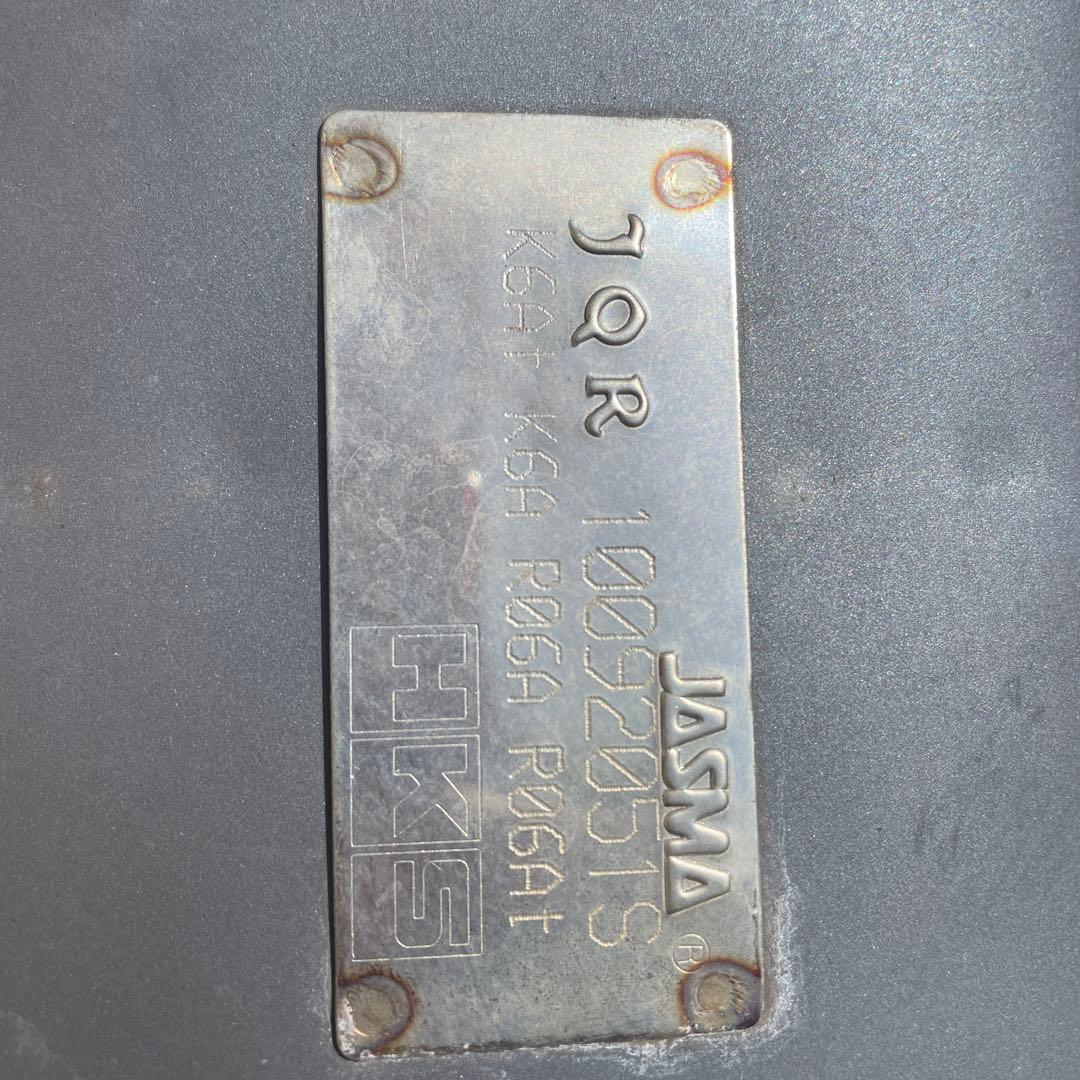 JASMA®
JQR 10092051S
K6At K6A R06A R06At
HKS